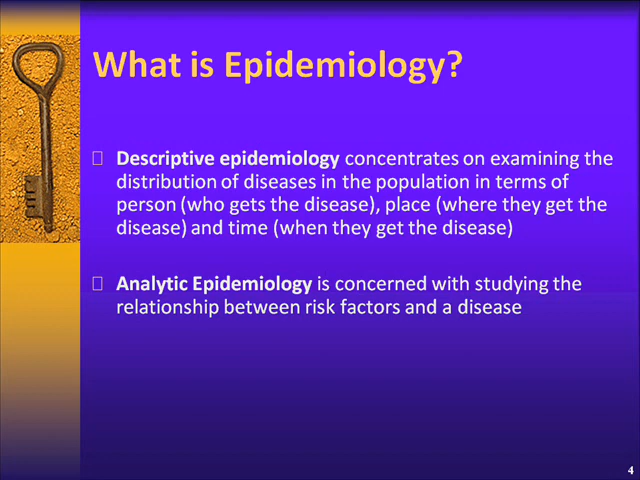 What is Epidemiology?
Descriptive epidemiology concentrates on examining the
distribution of diseases in the population in terms of
person (who gets the disease), place (where they get the
disease) and time (when they get the disease)
Analytic Epidemiology is concerned with studying the
relationship between risk factors and a disease
4